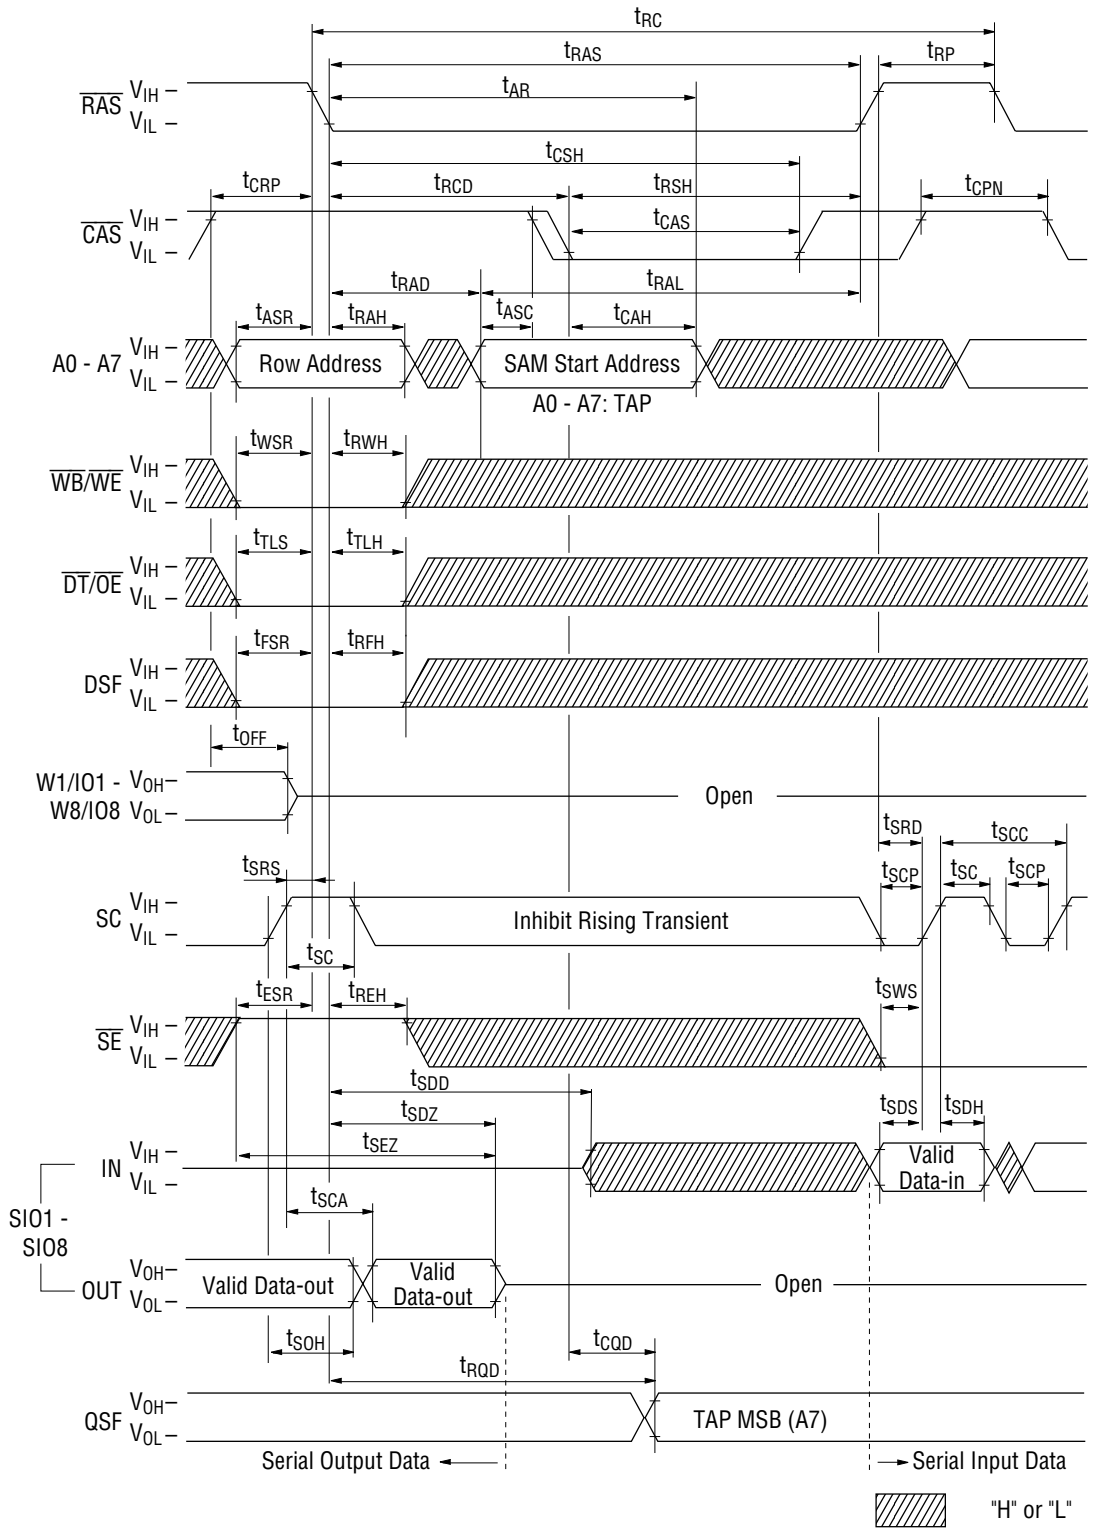 tRC
tRAS
tRP
tAR
RAS VIH
VIL
tCSH
tCRP
tRCD
tRSH
tCPN
CAS VIH
VIL
tCAS
tRAD
tRAL
tASR
tRAH
tASC
tCAH
A0 - A7 VIH
VIL
Row Address
SAM Start Address
A0 - A7: TAP
tWSR
tRWH
WB/WE VIH
VIL
tTLS
tTLH
DT/OE VIH
VIL
tFSR
tRFH
DSF VIH
VIL
tOFF
W1/IO1 - VOH
W8/IO8 VOL
Open
tSRD
tSCC
tSRS
tSCP
tSC
tSCP
SC VIH
VIL
Inhibit Rising Transient
tSC
tESR
tREH
tSWS
SE VIH
VIL
tSDD
tSDZ
tSEZ
tSDS
tSDH
IN VIH
VIL
Valid
Data-in
tSCA
SIO1 -
SIO8
OUT VOH
VOL
Valid Data-out
Valid
Data-out
Open
tSOH
tCQD
tRQD
QSF VOH
VOL
TAP MSB (A7)
Serial Output Data
Serial Input Data
"H" or "L"